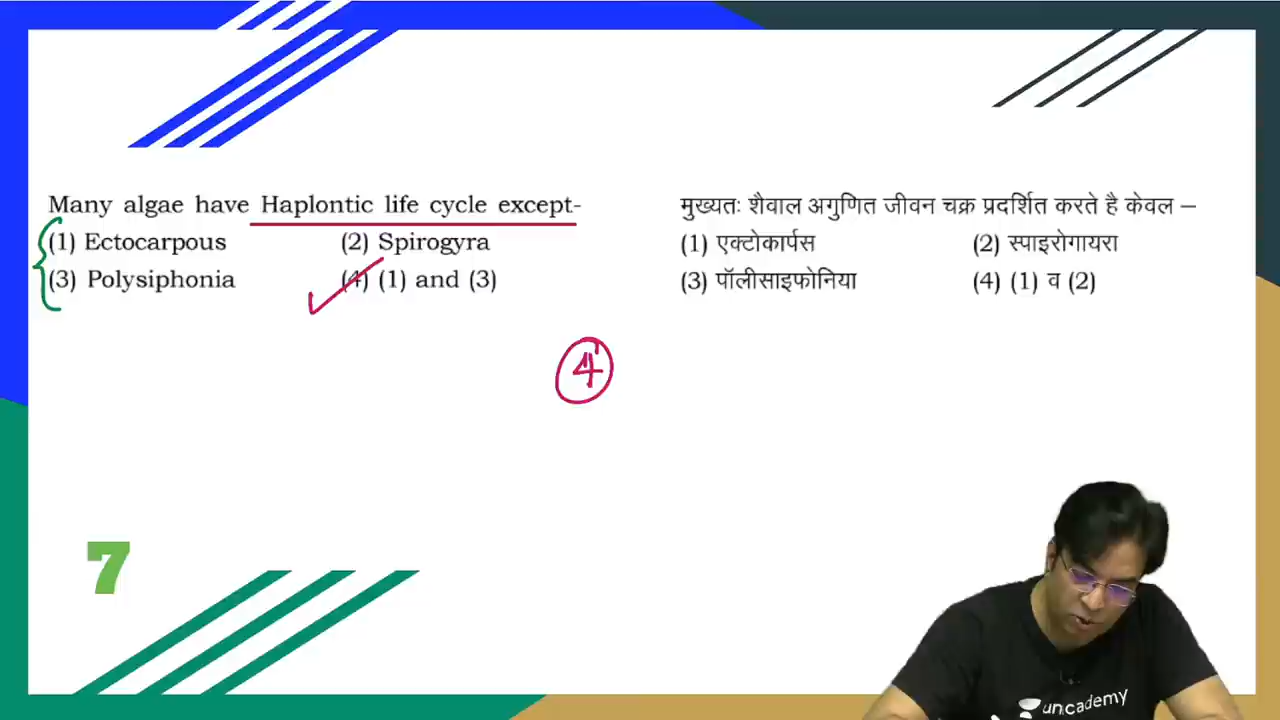 Many algae have Haplontic life cycle except-
(1) Ectocarpous (2) Spirogyra
(3) Polysiphonia (4) (1) and (3)
मुख्यतः शैवाल अगुणित जीवन चक्र प्रदर्शित करते है केवल –
(1) एक्टोकार्पस (2) स्पाइरोगायरा
(3) पॉलीसाइफोनिया (4) (1) व (2)
4
7
unacademy